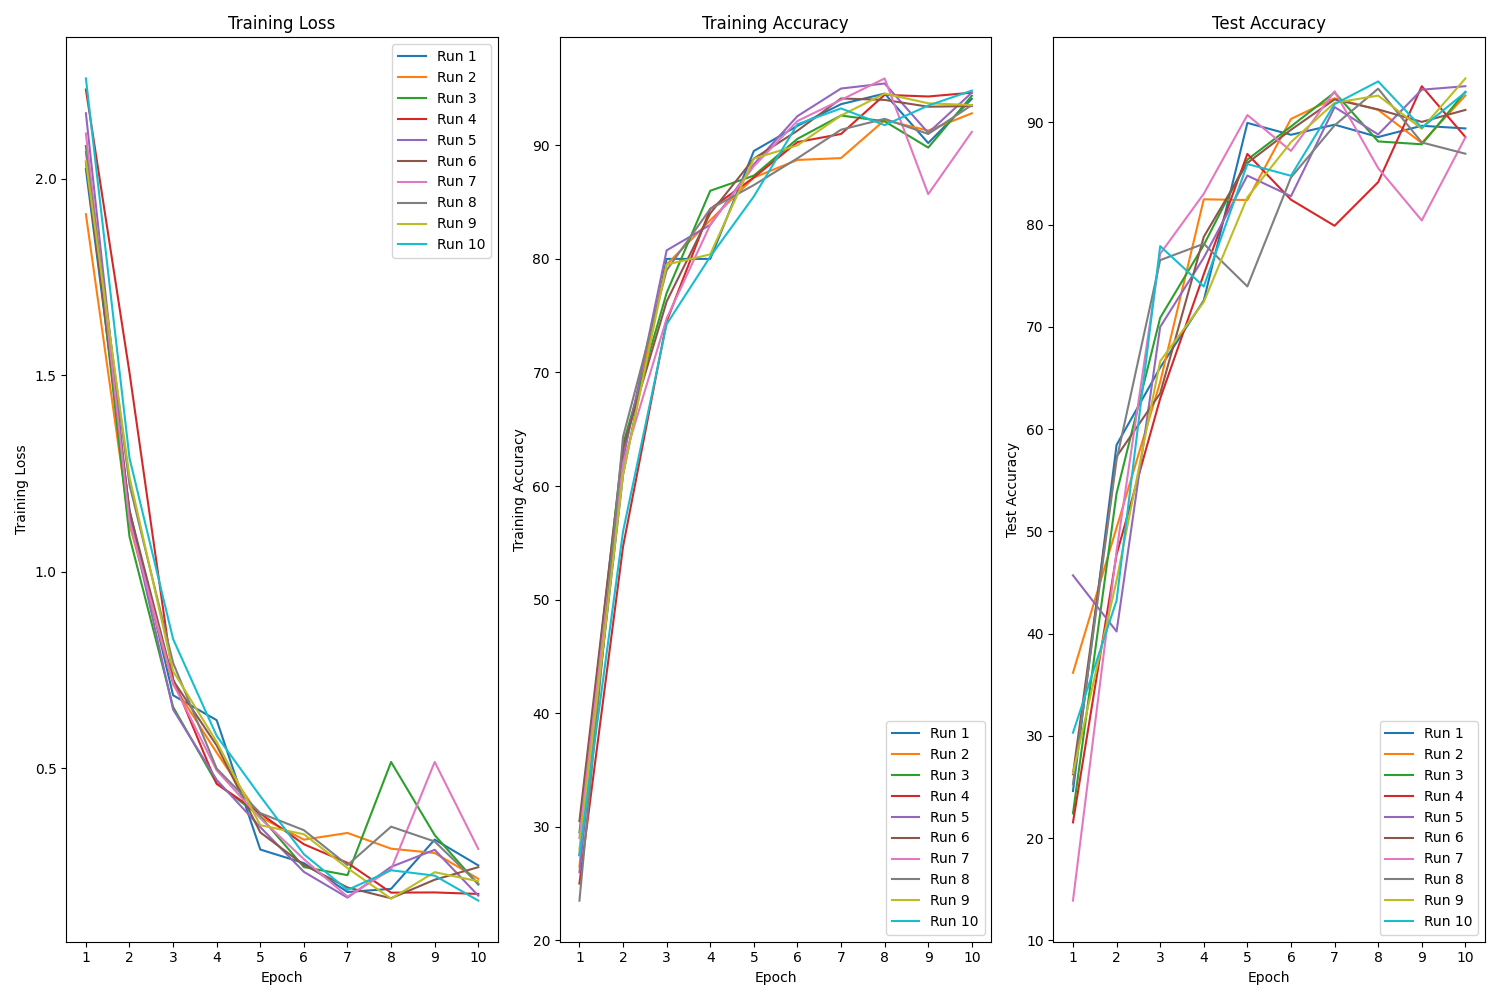 Training Loss
Training Loss
2.0
1.5
1.0
0.5
1 2 3 4 5 6 7 8 9 10
Epoch
Run 1
Run 2
Run 3
Run 4
Run 5
Run 6
Run 7
Run 8
Run 9
Run 10
Training Accuracy
Training Accuracy
90
80
70
60
50
40
30
20
1 2 3 4 5 6 7 8 9 10
Epoch
Run 1
Run 2
Run 3
Run 4
Run 5
Run 6
Run 7
Run 8
Run 9
Run 10
Test Accuracy
Test Accuracy
90
80
70
60
50
40
30
20
10
1 2 3 4 5 6 7 8 9 10
Epoch
Run 1
Run 2
Run 3
Run 4
Run 5
Run 6
Run 7
Run 8
Run 9
Run 10